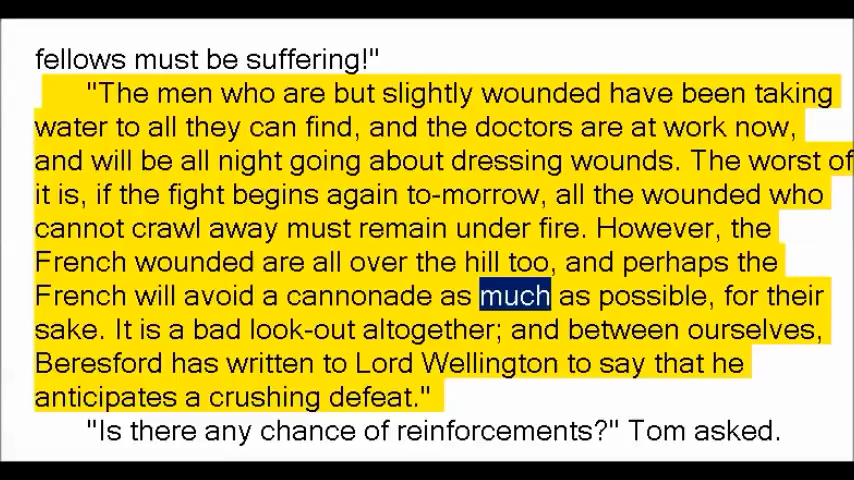 fellows must be suffering!"
"The men who are but slightly wounded have been taking
water to all they can find, and the doctors are at work now,
and will be all night going about dressing wounds. The worst of
it is, if the fight begins again to-morrow, all the wounded who
cannot crawl away must remain under fire. However, the
French wounded are all over the hill too, and perhaps the
French will avoid a cannonade as much as possible, for their
sake. It is a bad look-out altogether; and between ourselves,
Beresford has written to Lord Wellington to say that he
anticipates a crushing defeat."
"Is there any chance of reinforcements?" Tom asked.